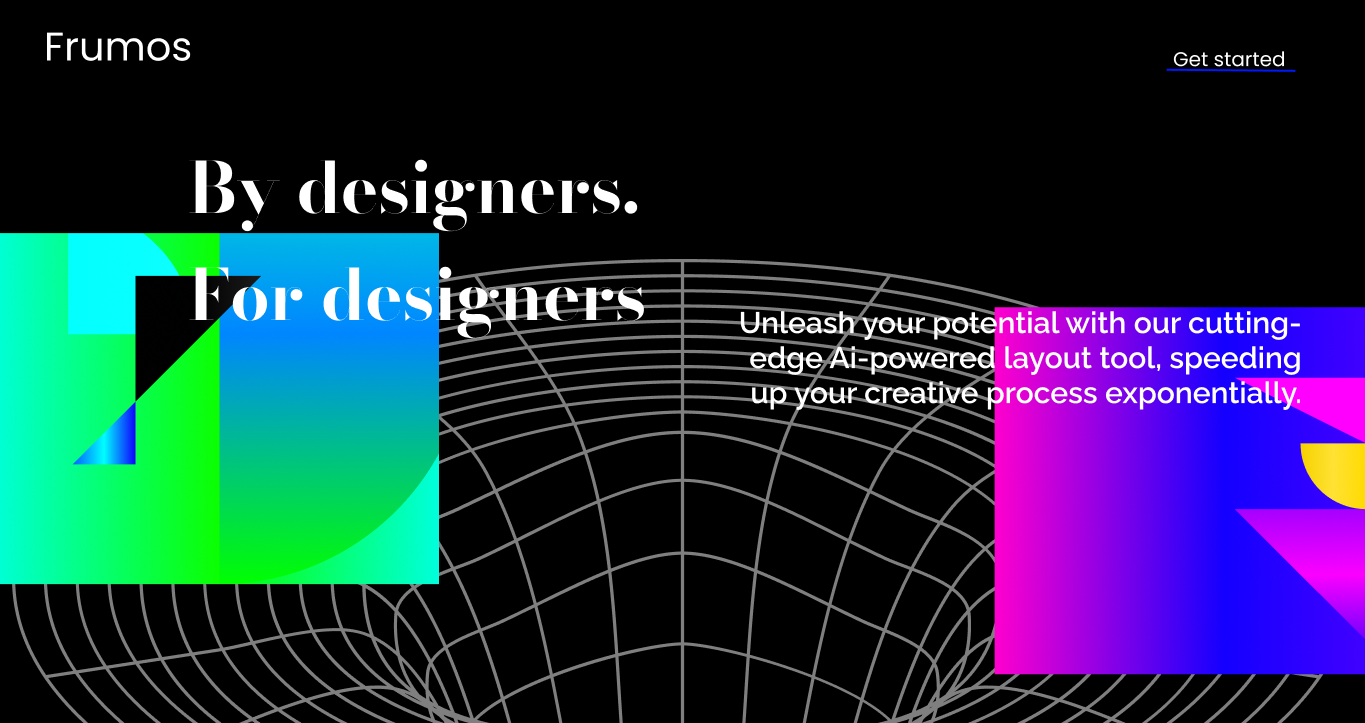 Frumos
Get started
By designers.
For designers
Unleash your potential with our cutting-
edge Ai-powered layout tool, speeding
up your creative process exponentially.